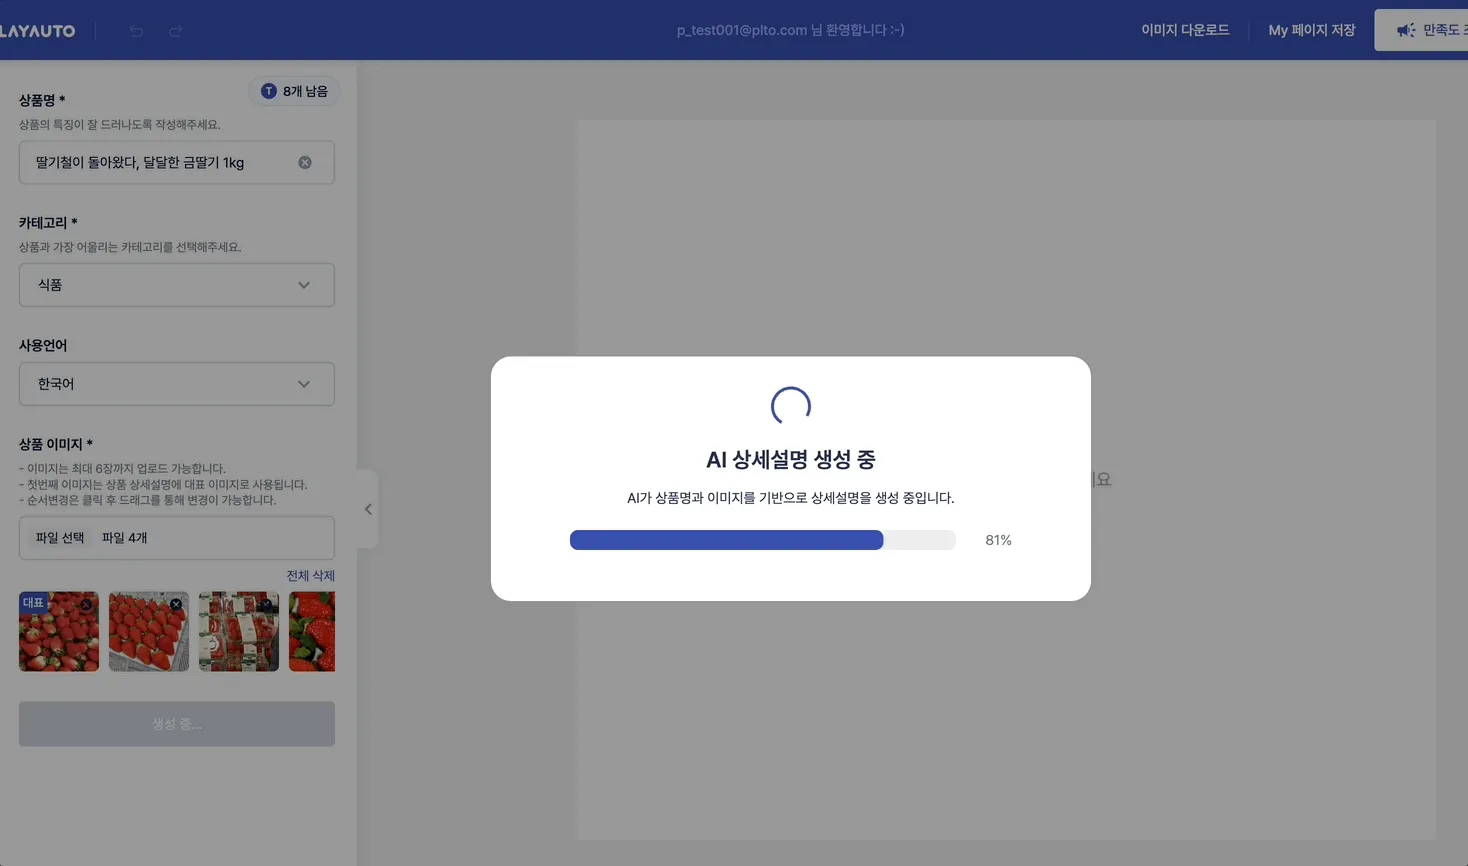 LAYAUTO
p_test001@plto.com 님 환영합니다 :-)
이미지 다운로드
My 페이지 저장
만족도
T 8개 남음
상품명 *
상품의 특징이 잘 드러나도록 작성해주세요.
딸기철이 돌아왔다, 달달한 금딸기 1kg
카테고리 *
상품과 가장 어울리는 카테고리를 선택해주세요.
식품
사용언어
한국어
상품 이미지 *
- 이미지는 최대 6장까지 업로드 가능합니다.
- 첫번째 이미지는 상품 상세설명에 대표 이미지로 사용됩니다.
- 순서변경은 클릭 후 드래그를 통해 변경이 가능합니다.
파일 선택 파일 4개
전체 삭제
대표
생성 중...
AI 상세설명 생성 중
AI가 상품명과 이미지를 기반으로 상세설명을 생성 중입니다.
81%
요